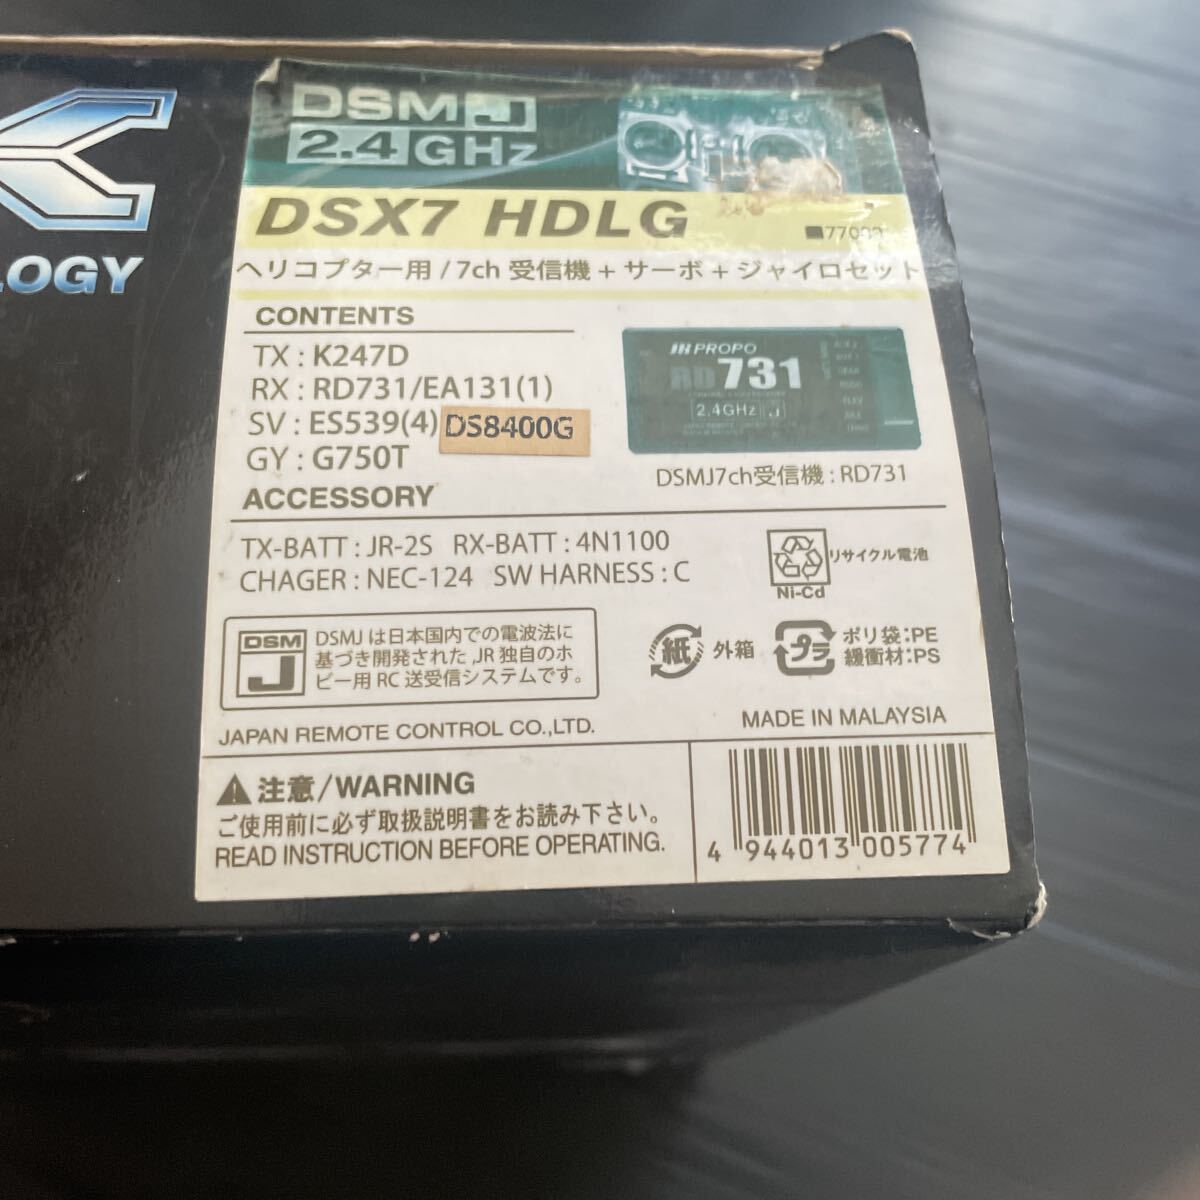 LOGY
DSM J
2.4 GHz
DSX7 HDLG
ヘリコプター用 / 7ch 受信機 + サーボ + ジャイロセット
CONTENTS
TX : K247D
RX : RD731/EA131(1)
SV : ES539(4) DS8400G
GY : G750T
JR PROPO
RD731
2.4GHz J
DSMJ7ch受信機 : RD731
ACCESSORY
TX-BATT : JR-2S RX-BATT : 4N1100
CHAGER : NEC-124 SW HARNESS : C
リサイクル電池
Ni-Cd
DSM J
DSMJ は日本国内での電波法に
基づき開発された ,JR 独自のホ
ビー用 RC 送受信システムです。
紙 外箱
プラ
ポリ袋:PE
緩衝材:PS
JAPAN REMOTE CONTROL CO.,LTD.
MADE IN MALAYSIA
注意/WARNING
ご使用前に必ず取扱説明書をお読み下さい。
READ INSTRUCTION BEFORE OPERATING.
4 944013 005774